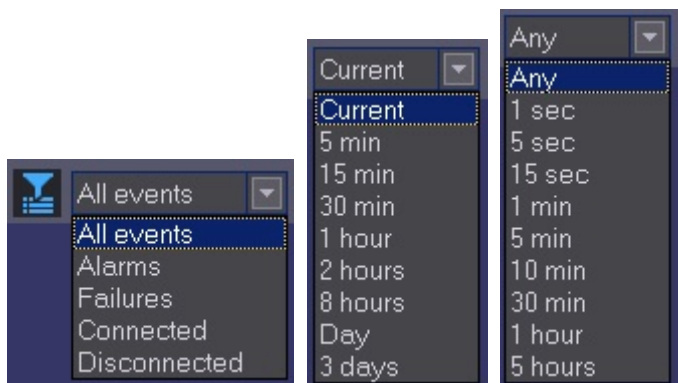 All events
All events
Alarms
Failures
Connected
Disconnected
Current
Current
5 min
15 min
30 min
1 hour
2 hours
8 hours
Day
3 days
Any
Any
1 sec
5 sec
15 sec
1 min
5 min
10 min
30 min
1 hour
5 hours